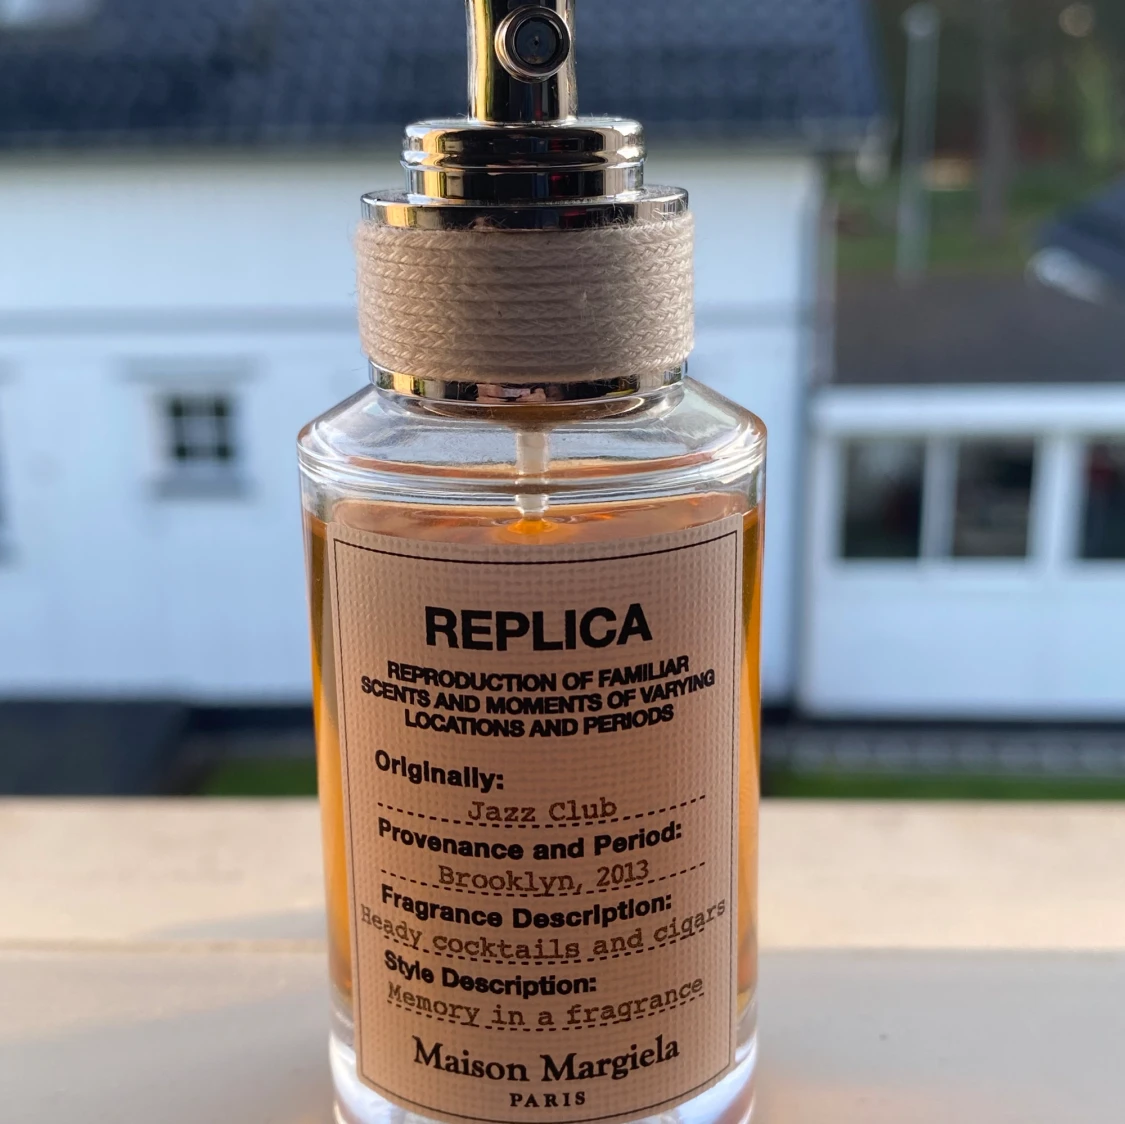 REPLICA
REPRODUCTION OF FAMILIAR
SCENTS AND MOMENTS OF VARYING
LOCATIONS AND PERIODS
Originally:
Jazz Club
Provenance and Period:
Brooklyn, 2013
Fragrance Description:
Heady cocktails and cigars
Style Description:
Memory in a fragrance
Maison Margiela
PARIS